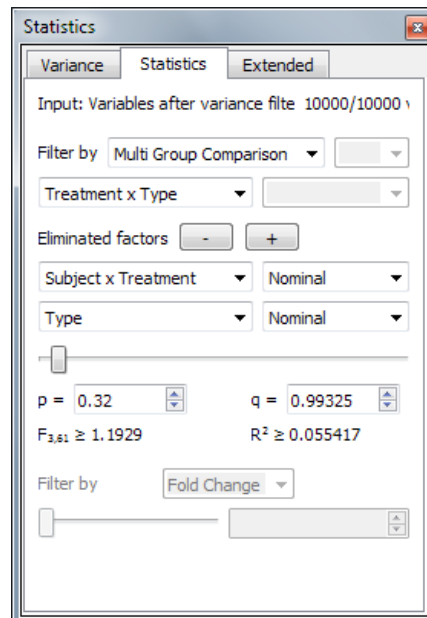 Statistics
Variance Statistics Extended
Input: Variables after variance filte 10000/10000 v
Filter by Multi Group Comparison
Treatment x Type
Eliminated factors - +
Subject x Treatment Nominal
Type Nominal
p = 0.32 q = 0.99325
F₃,₆₁ ≥ 1.1929 R² ≥ 0.055417
Filter by Fold Change